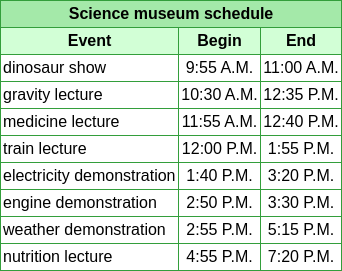 Science museum schedule
Event Begin End
dinosaur show 9:55 A.M. 11:00 A.M.
gravity lecture 10:30 A.M. 12:35 P.M.
medicine lecture 11:55 A.M. 12:40 P.M.
train lecture 12:00 P.M. 1:55 P.M.
electricity demonstration 1:40 P.M. 3:20 P.M.
engine demonstration 2:50 P.M. 3:30 P.M.
weather demonstration 2:55 P.M. 5:15 P.M.
nutrition lecture 4:55 P.M. 7:20 P.M.